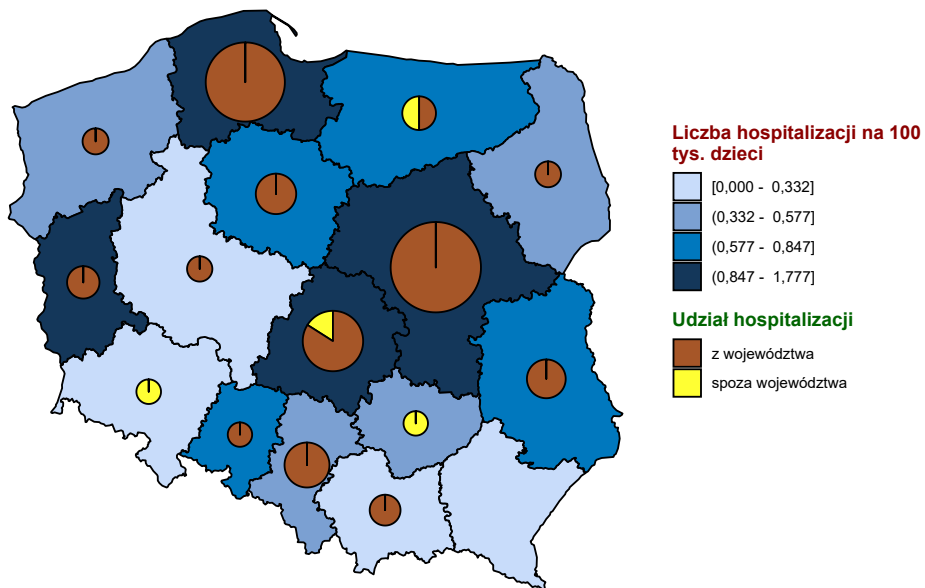 Liczba hospitalizacji na 100
tys. dzieci
[0,000 - 0,332]
(0,332 - 0,577]
(0,577 - 0,847]
(0,847 - 1,777]
Udział hospitalizacji
z województwa
spoza województwa